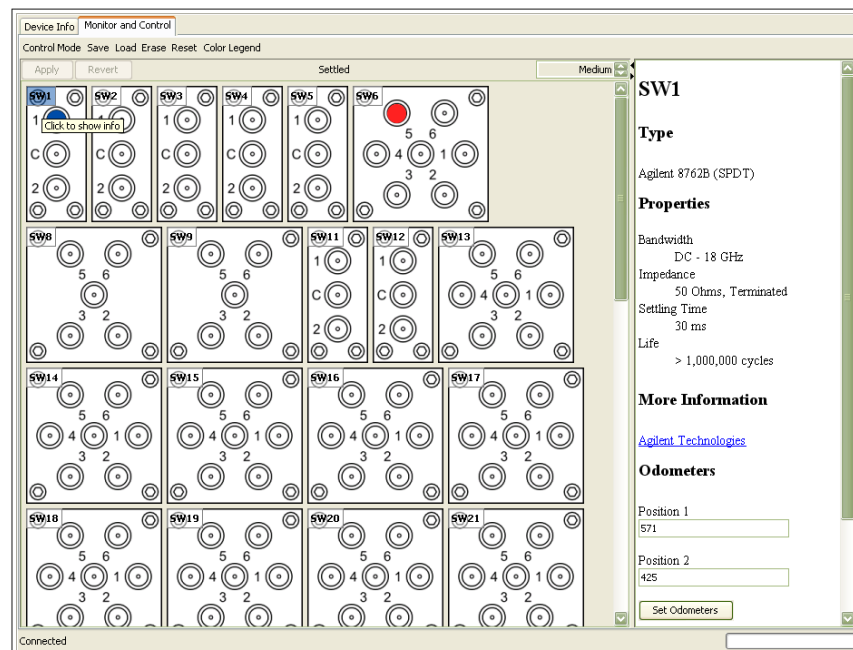 Device Info Monitor and Control
Control Mode Save Load Erase Reset Color Legend
Apply Revert Settled Medium
SW1 SW2 SW3 SW4 SW5 SW6
1 1 1 1 1
Click to show info
5 6
C C C C C 4 1
3 2
2 2 2 2 2
SW8 SW9 SW11 SW12 SW13
1 1
5 6 5 6 5 6
C C 4 1
3 2 3 2 3 2
2 2
SW14 SW15 SW16 SW17
5 6 5 6 5 6 5 6
4 1 4 1 4 1 4 1
3 2 3 2 3 2 3 2
SW18 SW19 SW20 SW21
5 6 5 6 5 6 5 6
4 1 4 1 4 1 4 1
3 2 3 2 3 2 3 2
SW1
Type
Agilent 8762B (SPDT)
Properties
Bandwidth
DC - 18 GHz
Impedance
50 Ohms, Terminated
Settling Time
30 ms
Life
> 1,000,000 cycles
More Information
Agilent Technologies
Odometers
Position 1
571
Position 2
425
Set Odometers
Connected